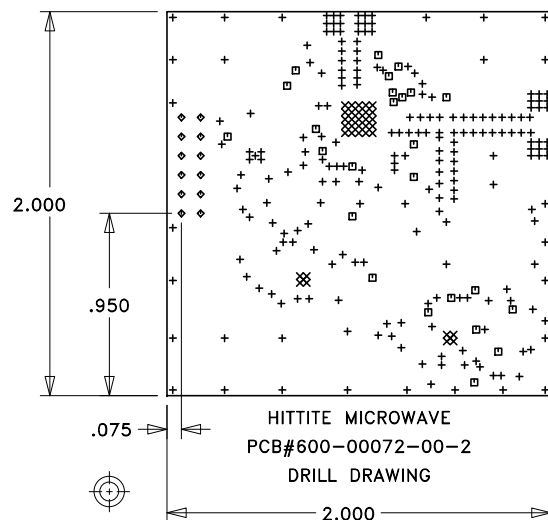 2.000
.950
.075
HITTITE MICROWAVE
PCB#600-00072-00-2
DRILL DRAWING
2.000